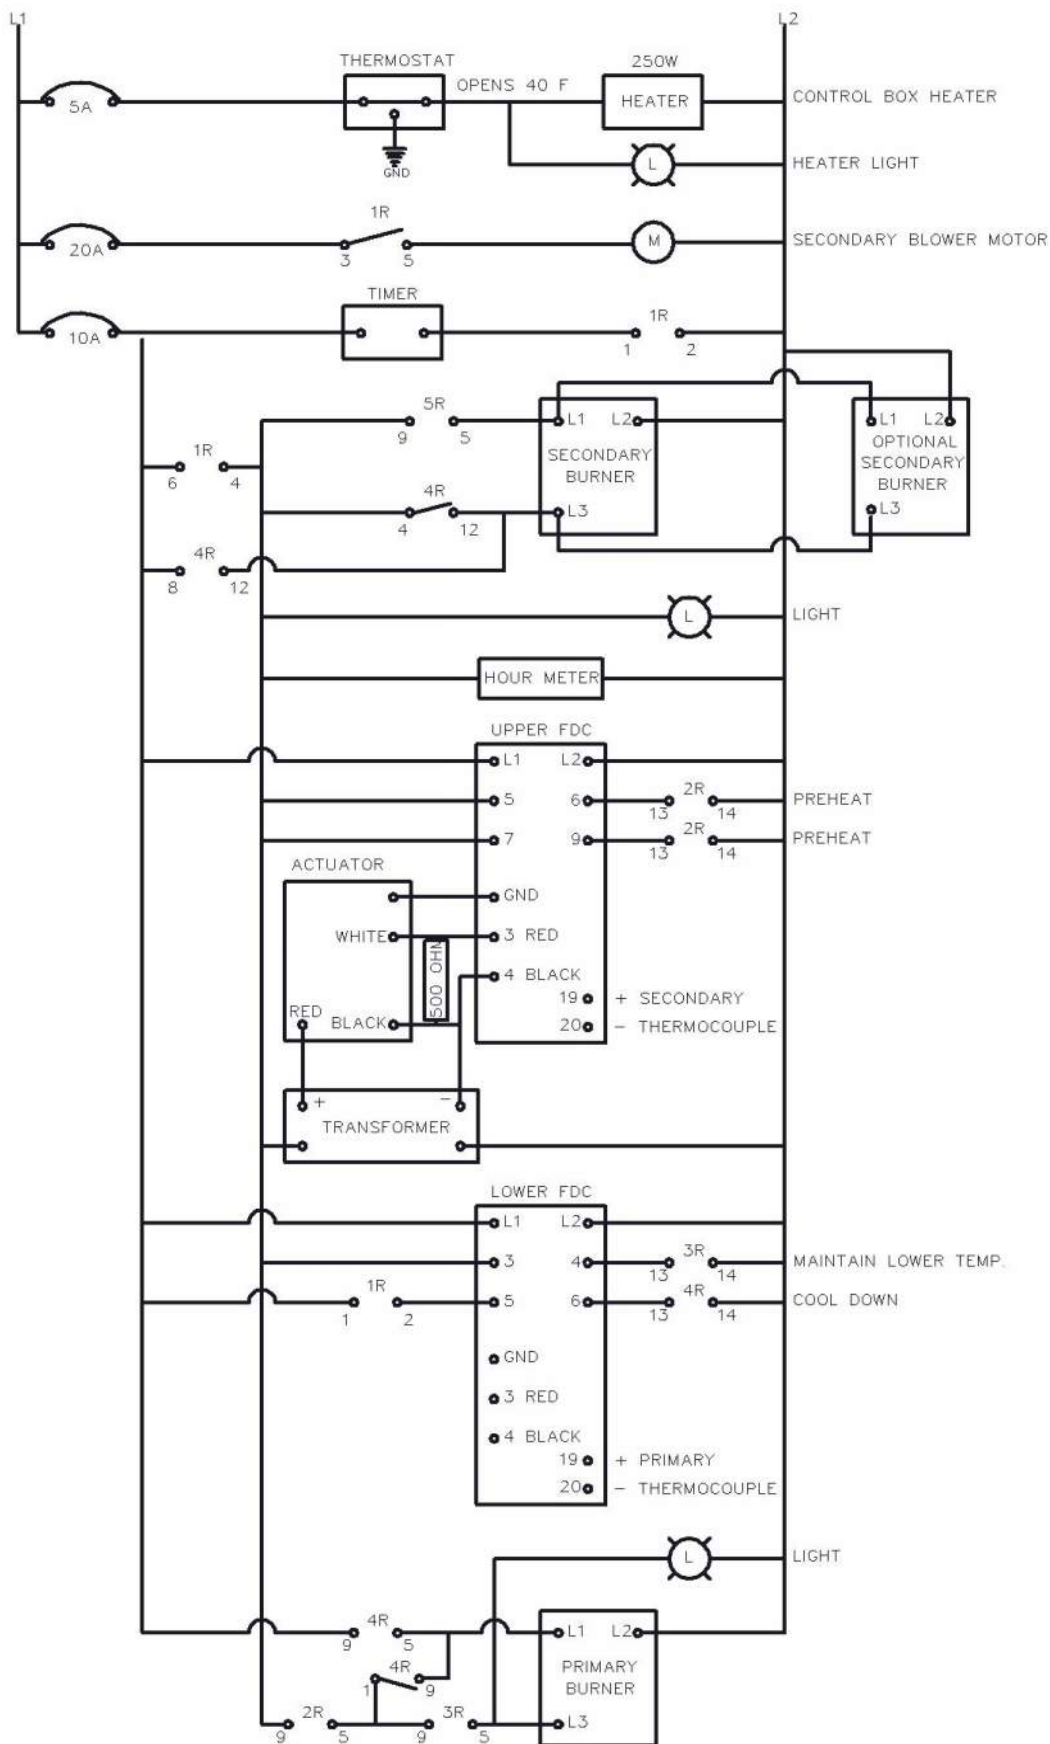 L1 L2
THERMOSTAT 250W
5A OPENS 40 F HEATER CONTROL BOX HEATER
GND L HEATER LIGHT
1R
20A 3 5 M SECONDARY BLOWER MOTOR
TIMER 1R
10A 1 2
5R L1 L2 L1 L2
9 5 SECONDARY BURNER OPTIONAL SECONDARY BURNER
1R
6 4
4R L3 L3
4 12
4R
8 12
L LIGHT
HOUR METER
UPPER FDC
L1 L2
5 6 2R PREHEAT
13 14
7 9 2R PREHEAT
13 14
ACTUATOR
GND
WHITE 3 RED
500 OHM
4 BLACK
19 + SECONDARY
RED BLACK 20 - THERMOCOUPLE
+ -
TRANSFORMER
LOWER FDC
L1 L2
3 4 3R MAINTAIN LOWER TEMP.
13 14
1R 5 6 4R COOL DOWN
1 2 13 14
GND
3 RED
4 BLACK
19 + PRIMARY
20 - THERMOCOUPLE
L LIGHT
4R L1 L2
9 5
4R PRIMARY
1 9 BURNER
2R 3R L3
9 5 9 5